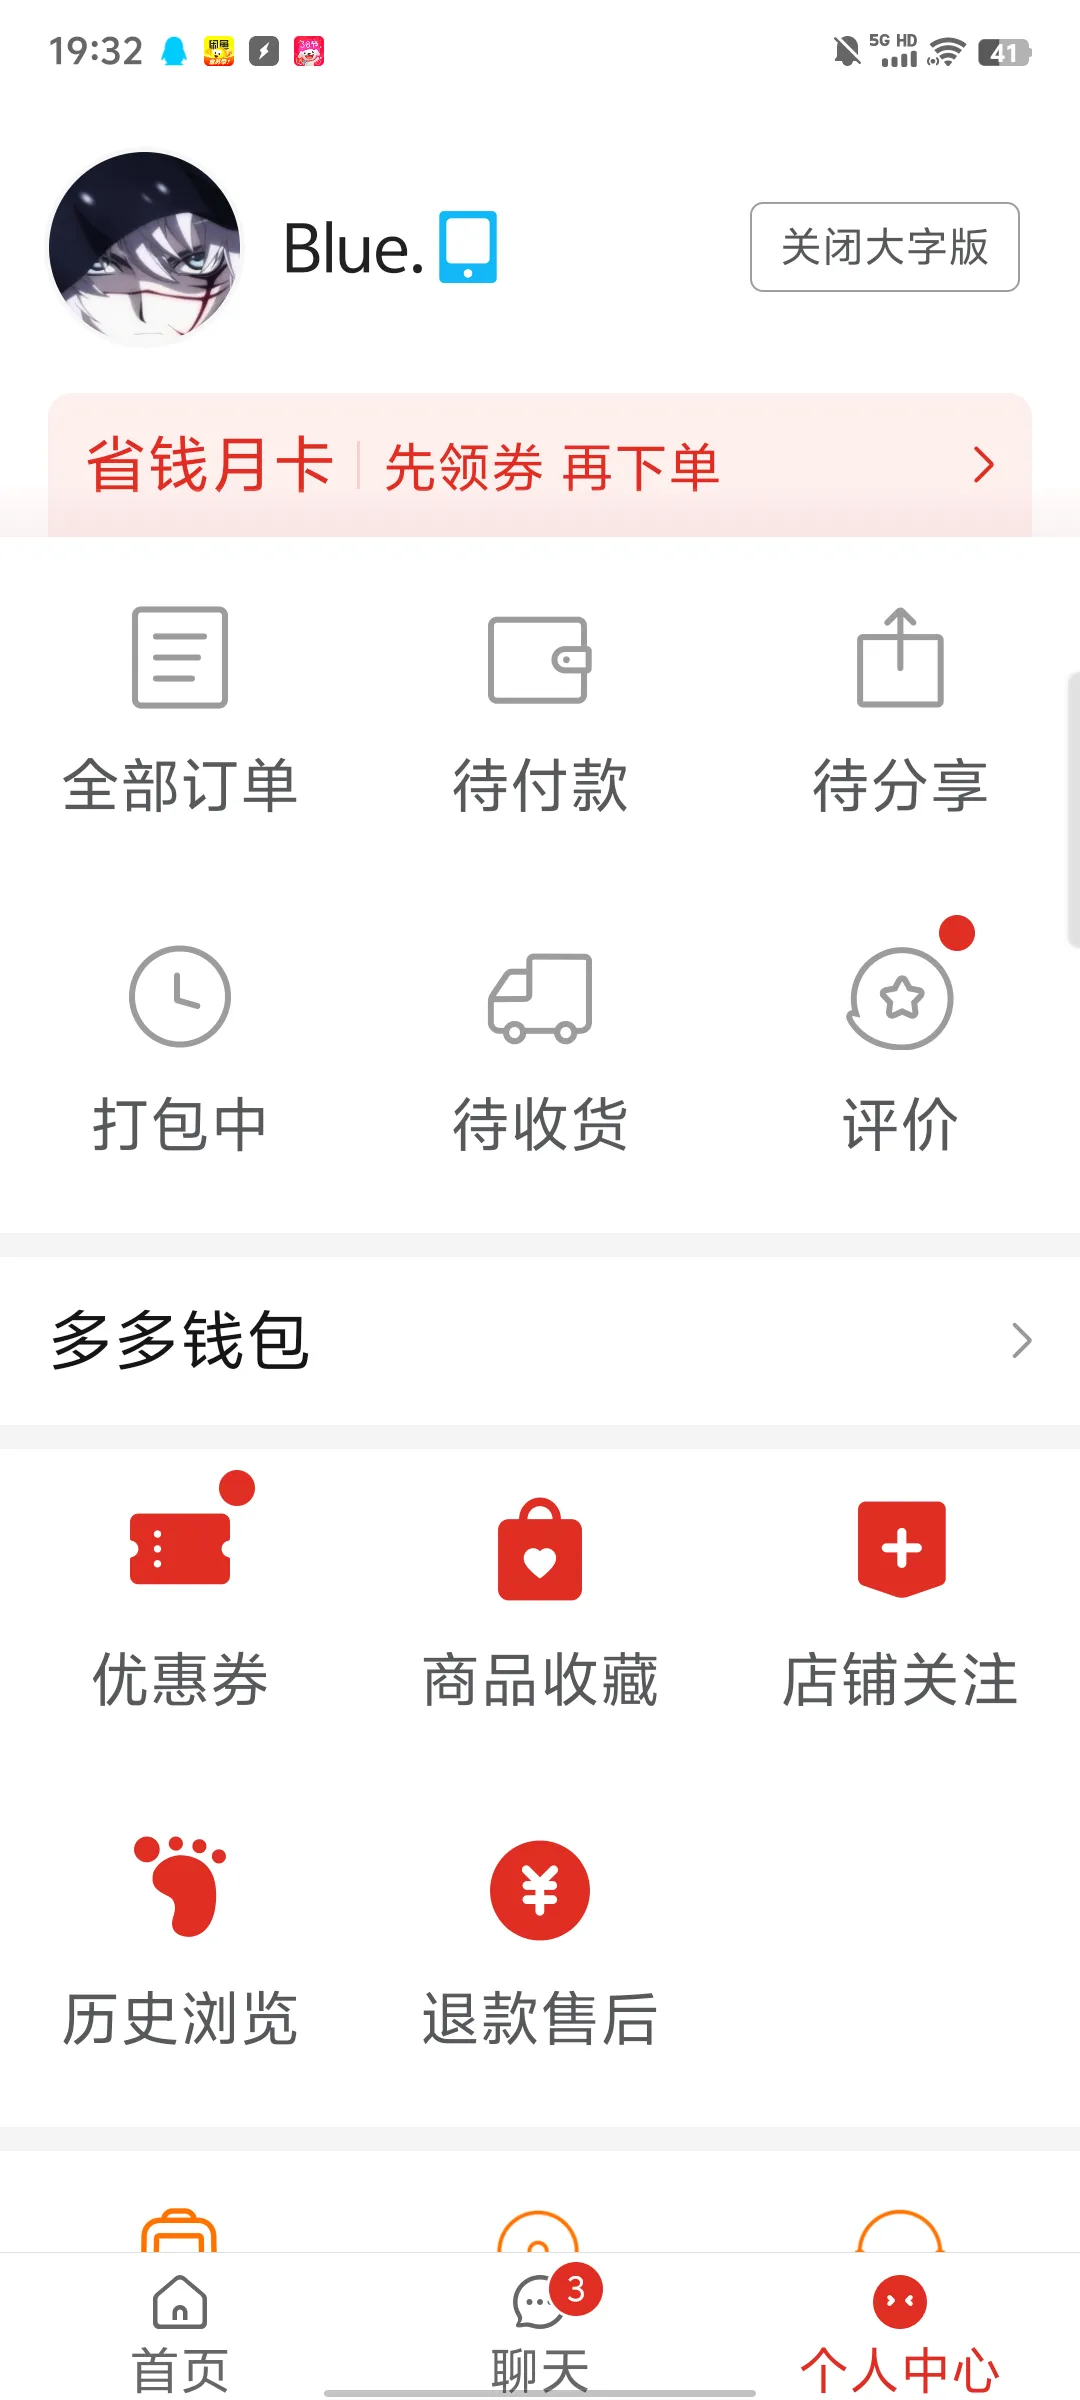 19:32
5G HD
41
Blue.
关闭大字版
省钱月卡 先领券 再下单
全部订单 待付款 待分享
打包中 待收货 评价
多多钱包
优惠券 商品收藏 店铺关注
历史浏览 退款售后
3
首页 聊天 个人中心